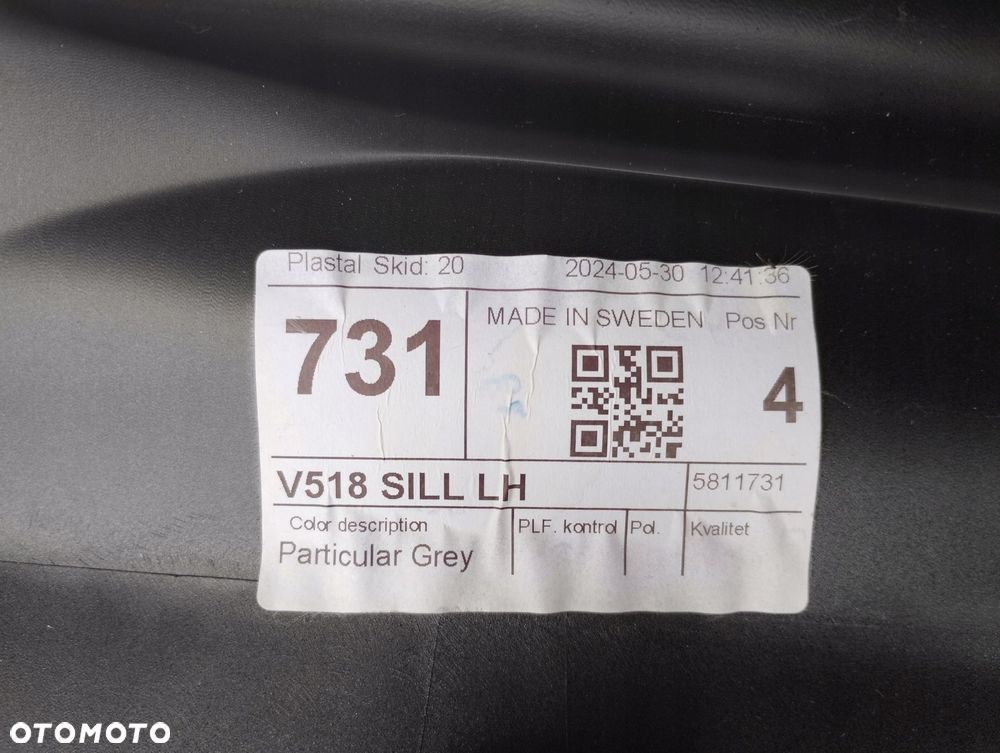 Plastal Skid: 20 2024-05-30 12:41:36
731
MADE IN SWEDEN Pos Nr
4
V518 SILL LH 5811731
Color description PLF. kontrol Pol. Kvalitet
Particular Grey
OTOMOTO